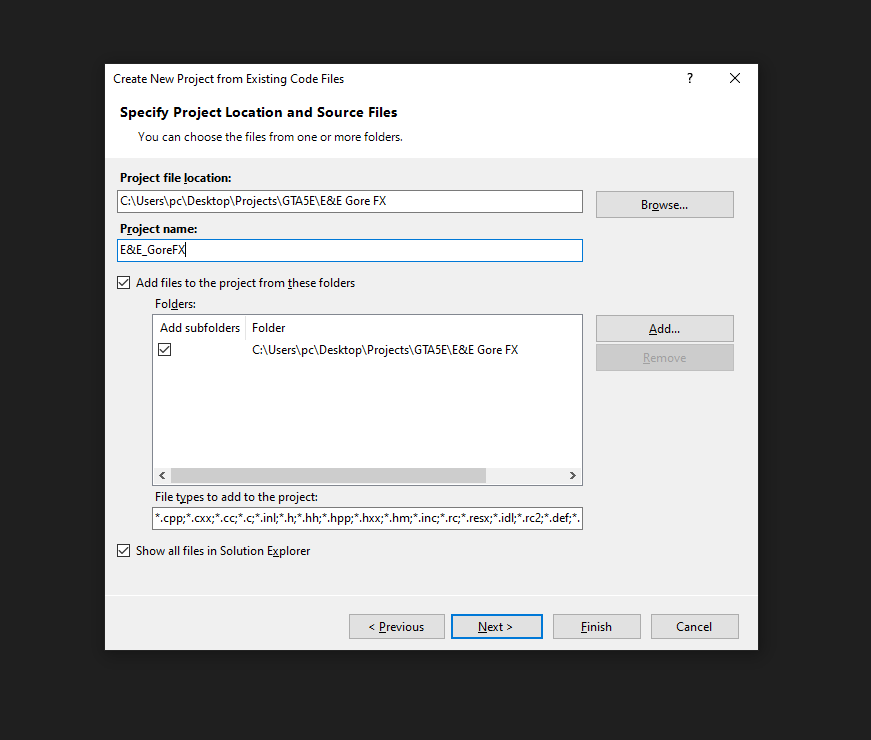 Create New Project from Existing Code Files
?
Specify Project Location and Source Files
You can choose the files from one or more folders.
Project file location:
C:\Users\pc\Desktop\Projects\GTA5E\E&E Gore FX
Browse...
Project name:
E&E_GoreFX
Add files to the project from these folders
Folders:
Add subfolders Folder
Add...
C:\Users\pc\Desktop\Projects\GTA5E\E&E Gore FX
Remove
File types to add to the project:
*.cpp;*.cxx;*.cc;*.c;*.inl;*.h;*.hh;*.hpp;*.hxx;*.hm;*.inc;*.rc;*.resx;*.idl;*.rc2;*.def;*.
Show all files in Solution Explorer
< Previous Next > Finish Cancel